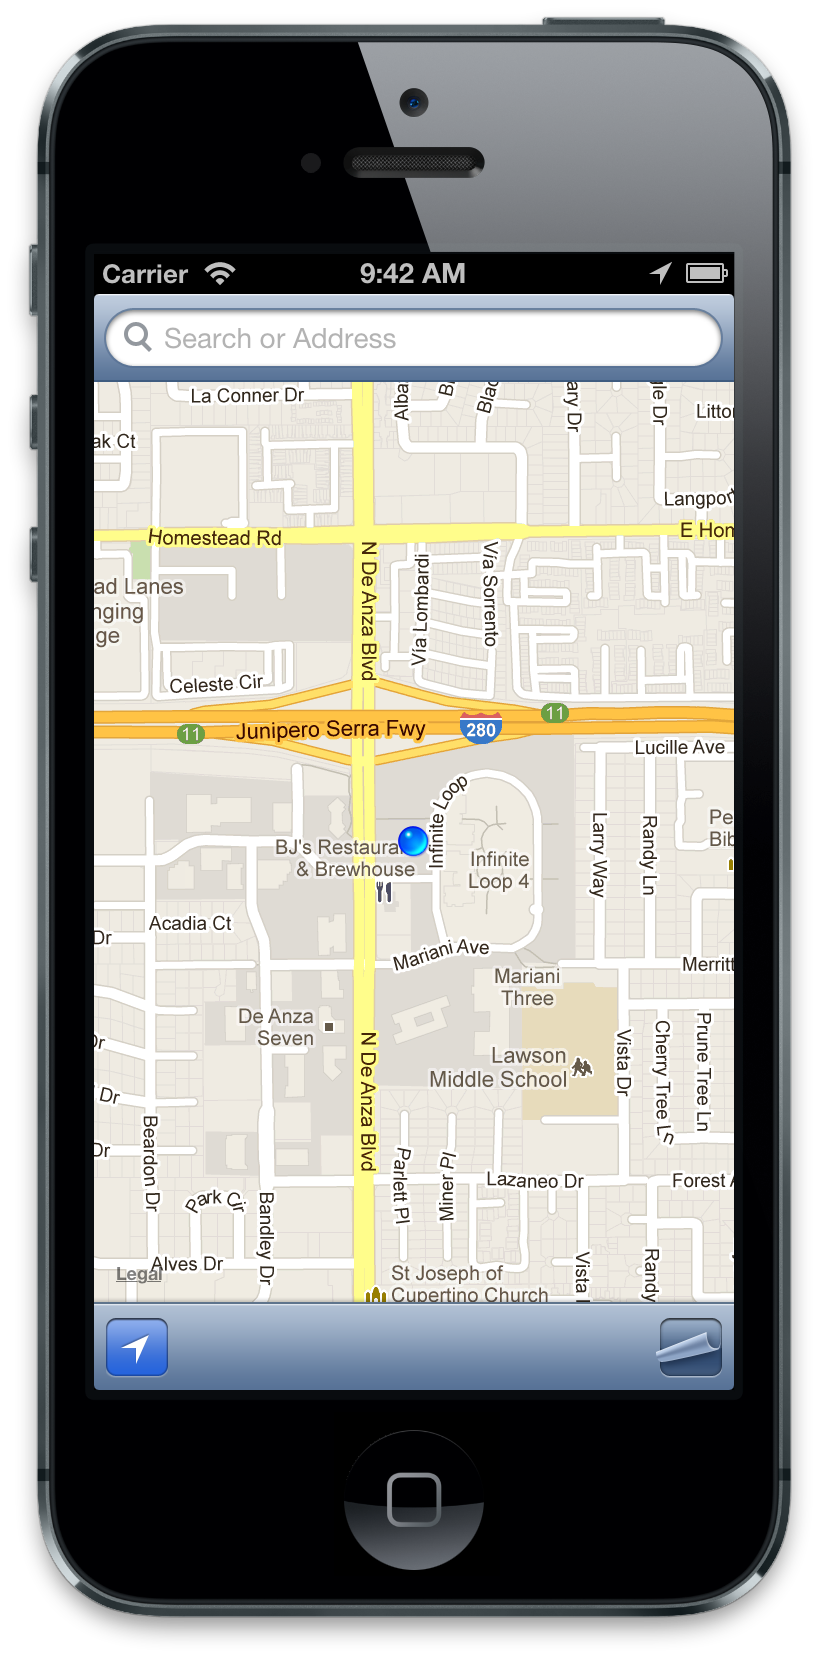 Carrier
9:42 AM
Search or Address
La Conner Dr
Alba
Bl
Blac
ary Dr
gle Dr
Litto
ak Ct
Langpor
Homestead Rd
E Hom
N De Anza Blvd
Via Lombardi
Via Sorrento
ad Lanes
nging
ge
Celeste Cir
11
11
Junipero Serra Fwy
280
Lucille Ave
Infinite Loop
Larry Way
Randy Ln
Pe
Bib
BJ's Restaura
& Brewhouse
Infinite
Loop 4
Acadia Ct
Dr
Mariani Ave
Merritt
Mariani
Three
De Anza
Seven
N De Anza Blvd
Lawson
Middle School
Vista Dr
Cherry Tree Ln
Prune Tree Ln
Dr
Dr
Dr
Beardon Dr
Park Cir
Bandley Dr
Parlett Pl
Miner Pl
Lazaneo Dr
Forest A
Alves Dr
Legal
St Joseph of
Cupertino Church
Vista
Randy